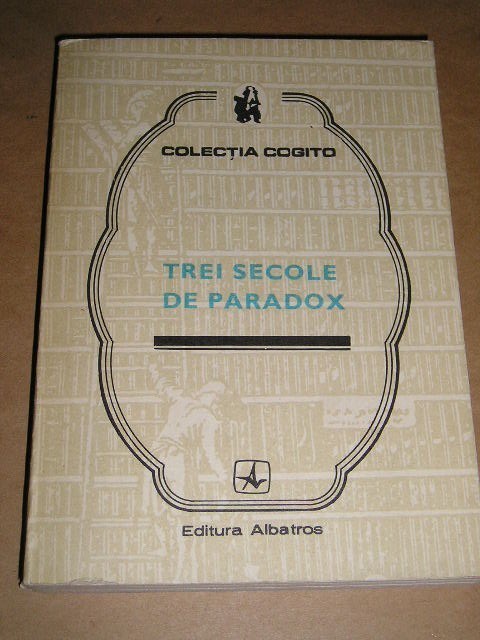 COLECȚIA COGITO
TREI SECOLE
DE PARADOX
Editura Albatros